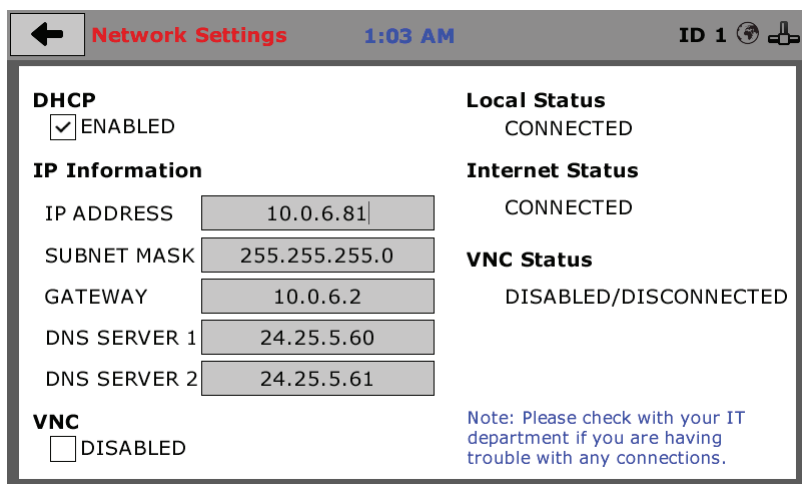 Network Settings 1:03 AM ID 1
DHCP
ENABLED
IP Information
IP ADDRESS 10.0.6.81
SUBNET MASK 255.255.255.0
GATEWAY 10.0.6.2
DNS SERVER 1 24.25.5.60
DNS SERVER 2 24.25.5.61
VNC
DISABLED
Local Status
CONNECTED
Internet Status
CONNECTED
VNC Status
DISABLED/DISCONNECTED
Note: Please check with your IT
department if you are having
trouble with any connections.